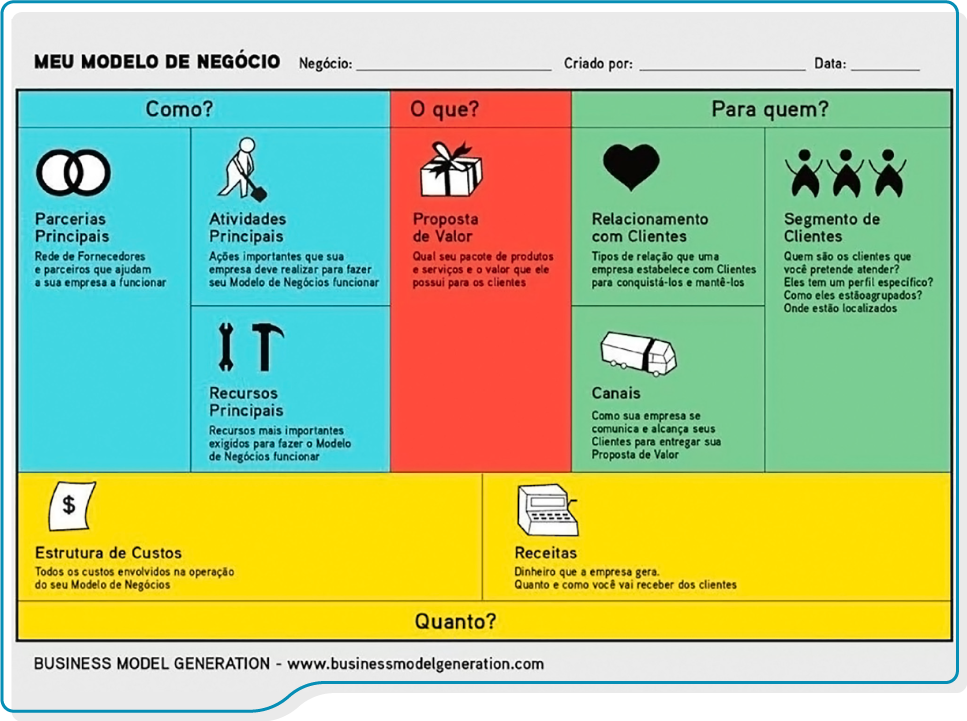 MEU MODELO DE NEGÓCIO Negócio: Criado por: Data:
Como?
O que?
Para quem?
Parcerias
Principais
Rede de Fornecedores
e parceiros que ajudam
a sua empresa a funcionar
Atividades
Principais
Ações importantes que sua
empresa deve realizar para fazer
seu Modelo de Negócios funcionar
Recursos
Principais
Recursos mais importantes
exigidos para fazer o Modelo
de Negócios funcionar
Proposta
de Valor
Qual seu pacote de produtos
e serviços e o valor que ele
possui para os clientes
Relacionamento
com Clientes
Tipos de relação que uma
empresa estabelece com Clientes
para conquistá-los e mantê-los
Canais
Como sua empresa se
comunica e alcança seus
Clientes para entregar sua
Proposta de Valor
Segmento de
Clientes
Quem são os clientes que
você pretende atender?
Eles tem um perfil específico?
Como eles estãoagrupados?
Onde estão localizados
$
Estrutura de Custos
Todos os custos envolvidos na operação
do seu Modelo de Negócios
Receitas
Dinheiro que a empresa gera.
Quanto e como você vai receber dos clientes
Quanto?
BUSINESS MODEL GENERATION - www.businessmodelgeneration.com